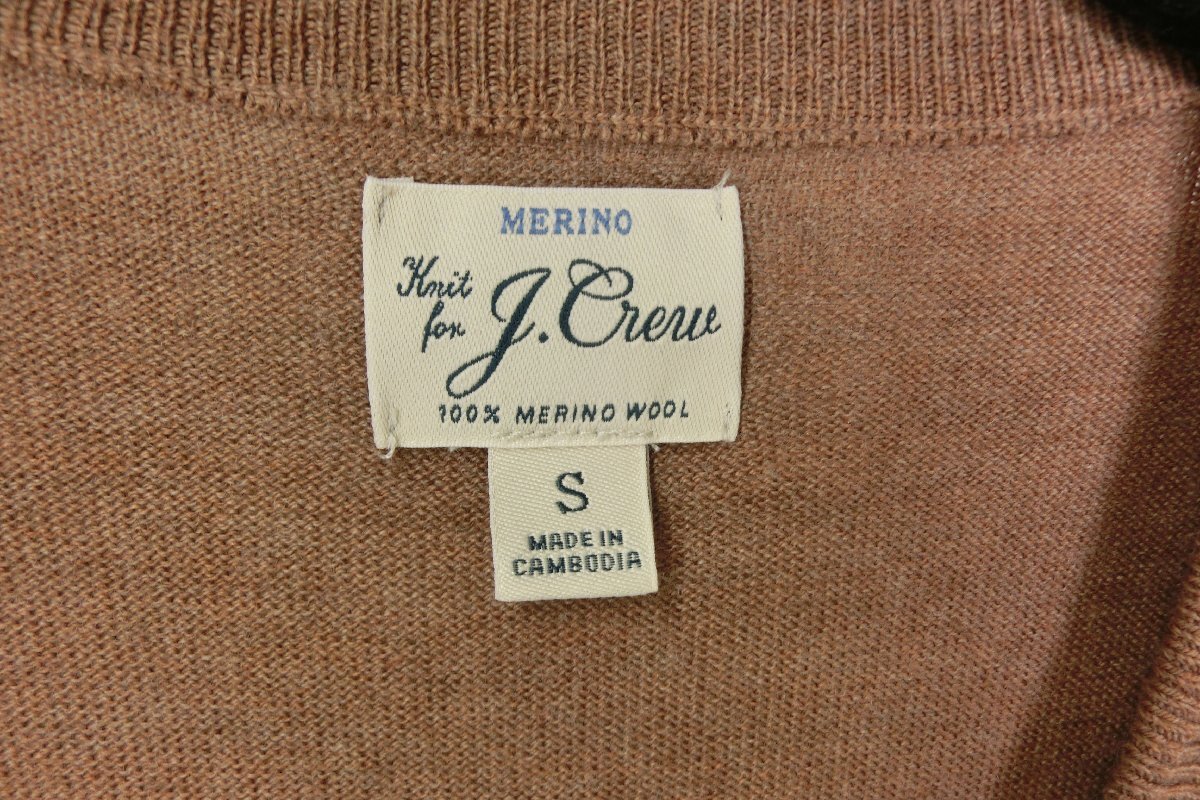 MERINO
Knit for J.Crew
100% MERINO WOOL
S
MADE IN
CAMBODIA